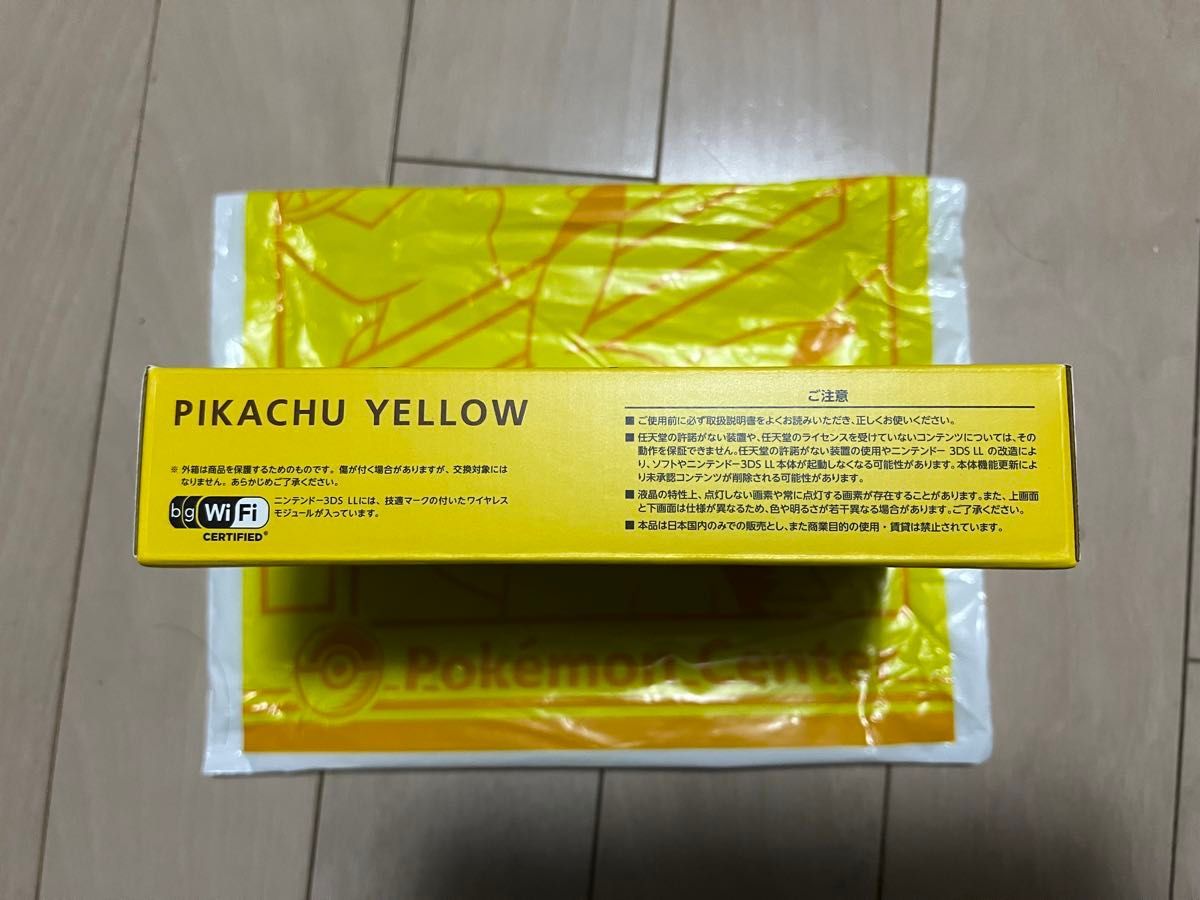 PIKACHU YELLOW
※ 外箱は商品を保護するためのものです。傷が付く場合がありますが、交換対象には
なりません。あらかじめご了承ください。
b g Wi Fi
CERTIFIED®
ニンテンドー3DS LLには、技適マークの付いたワイヤレス
モジュールが入っています。
ご注意
■ ご使用前に必ず取扱説明書をよくお読みいただき、正しくお使いください。
■ 任天堂の許諾がない装置や、任天堂のライセンスを受けていないコンテンツについては、その
動作を保証できません。任天堂の許諾がない装置の使用やニンテンドー3DS LL の改造によ
り、ソフトやニンテンドー3DS LL本体が起動しなくなる可能性があります。本体機能更新によ
り未承認コンテンツが削除される可能性があります。
■ 液晶の特性上、点灯しない画素や常に点灯する画素が存在することがあります。また、上画面
と下画面は仕様が異なるため、色や明るさが若干異なる場合があります。ご了承ください。
■ 本品は日本国内のみでの販売とし、また商業目的の使用・賃貸は禁止されています。
Pokémon Center